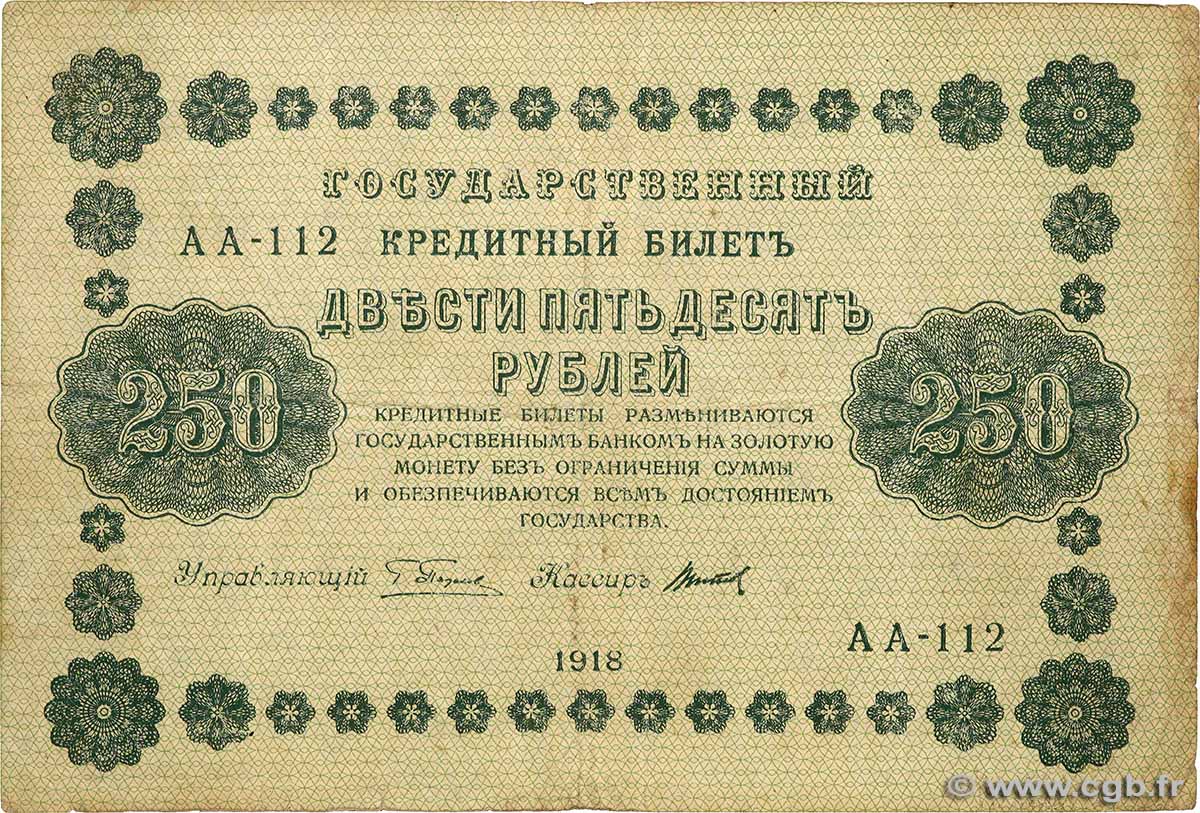 ГОСУДАРСТВЕННЫЙ
АА-112 КРЕДИТНЫЙ БИЛЕТЪ
ДВѢСТИ ПЯТЬДЕСЯТЪ
РУБЛЕЙ
250
250
КРЕДИТНЫЕ БИЛЕТЫ РАЗМѢНИВАЮТСЯ
ГОСУДАРСТВЕННЫМЪ БАНКОМЪ НА ЗОЛОТУЮ
МОНЕТУ БЕЗЪ ОГРАНИЧЕНІЯ СУММЫ
И ОБЕЗПЕЧИВАЮТСЯ ВСѢМЪ ДОСТОЯНІЕМЪ
ГОСУДАРСТВА.
Управляющій Кассиръ
АА-112
1918
© www.cgb.fr